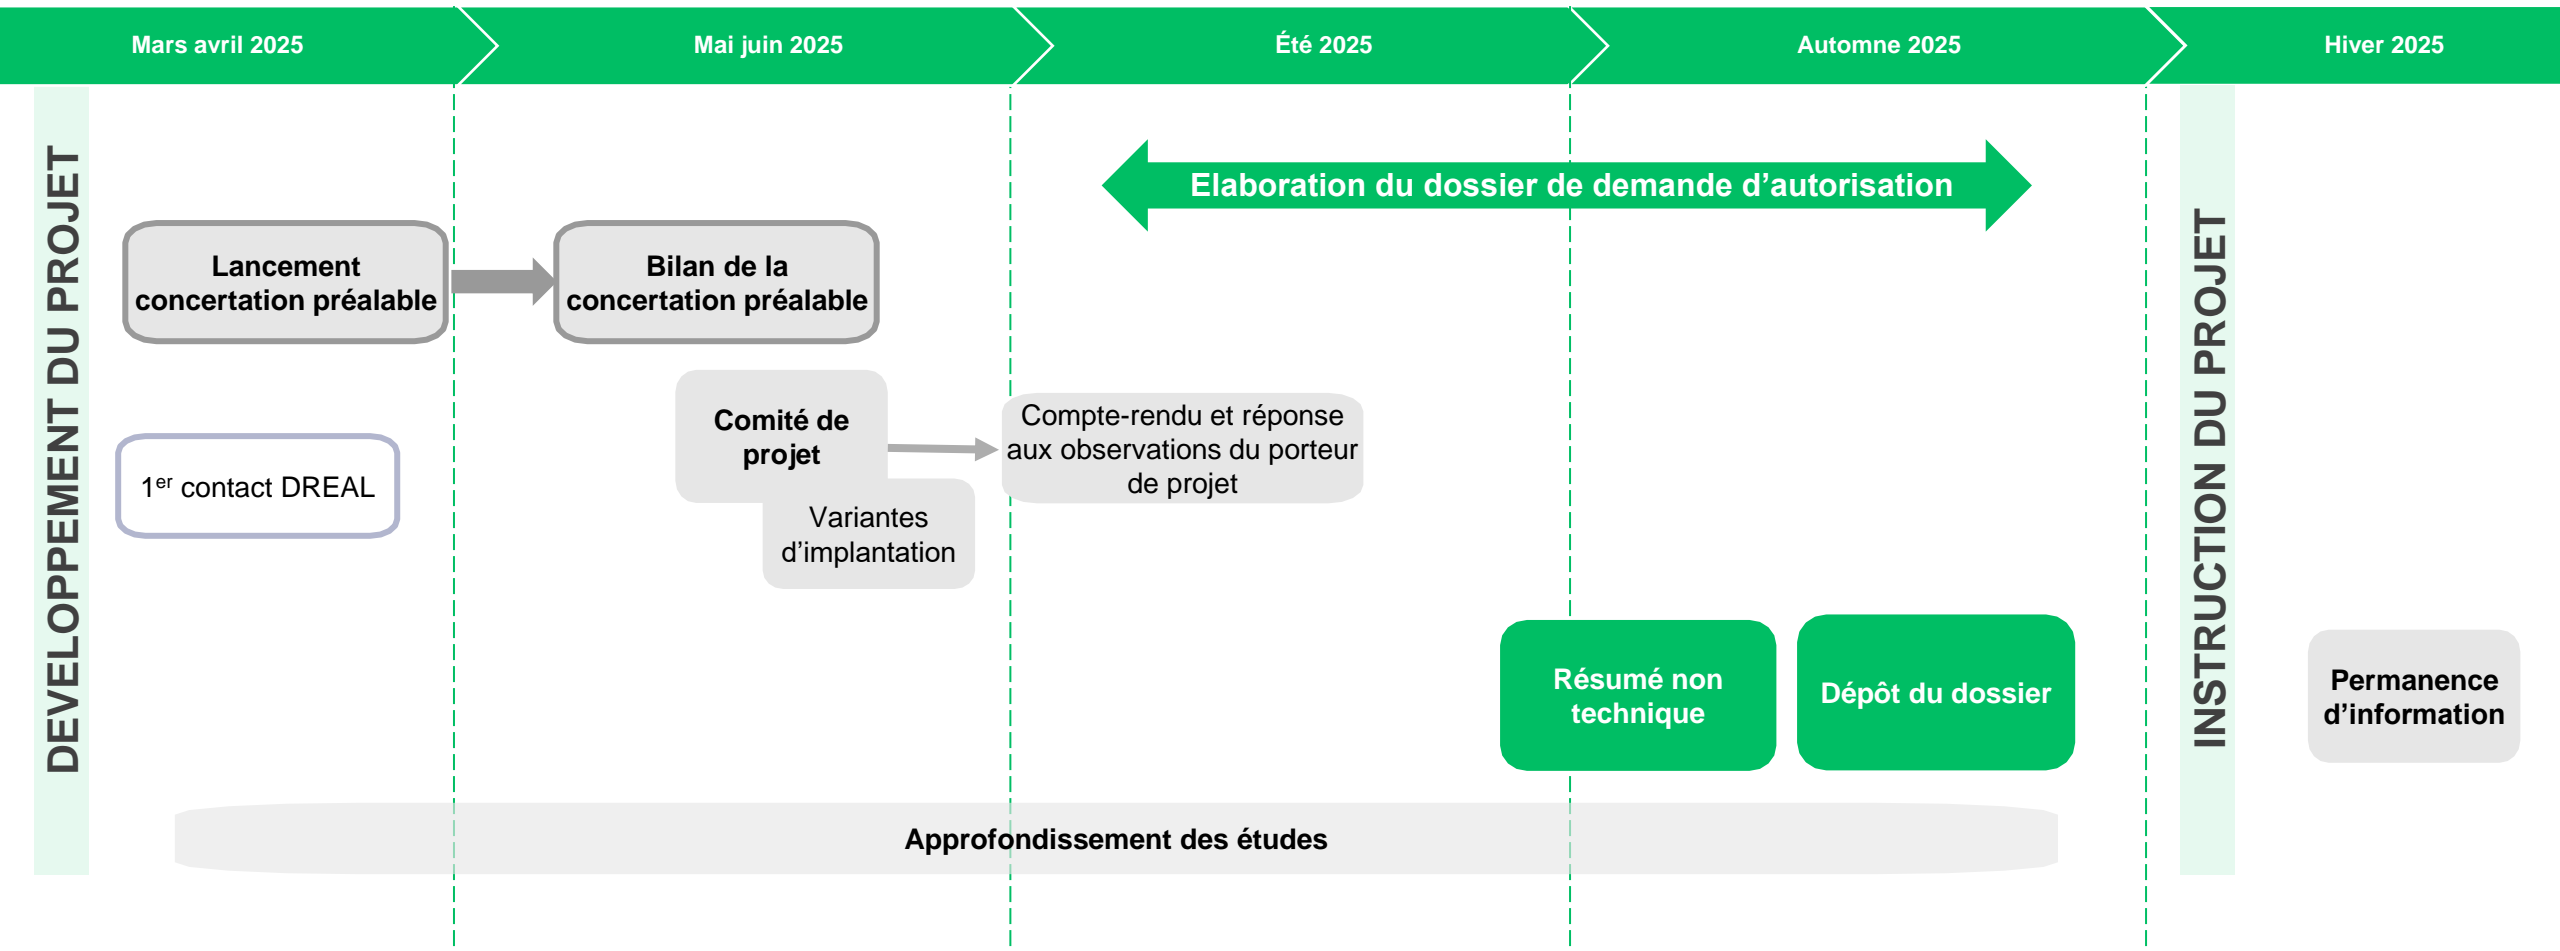 Mars avril 2025
Mai juin 2025
Été 2025
Automne 2025
Hiver 2025
DEVELOPPEMENT DU PROJET
Elaboration du dossier de demande d’autorisation
Lancement
concertation préalable
Bilan de la
concertation préalable
Comité de
projet
Compte-rendu et réponse
aux observations du porteur
de projet
1er contact DREAL
Variantes
d’implantation
Résumé non
technique
Dépôt du dossier
INSTRUCTION DU PROJET
Permanence
d’information
Approfondissement des études